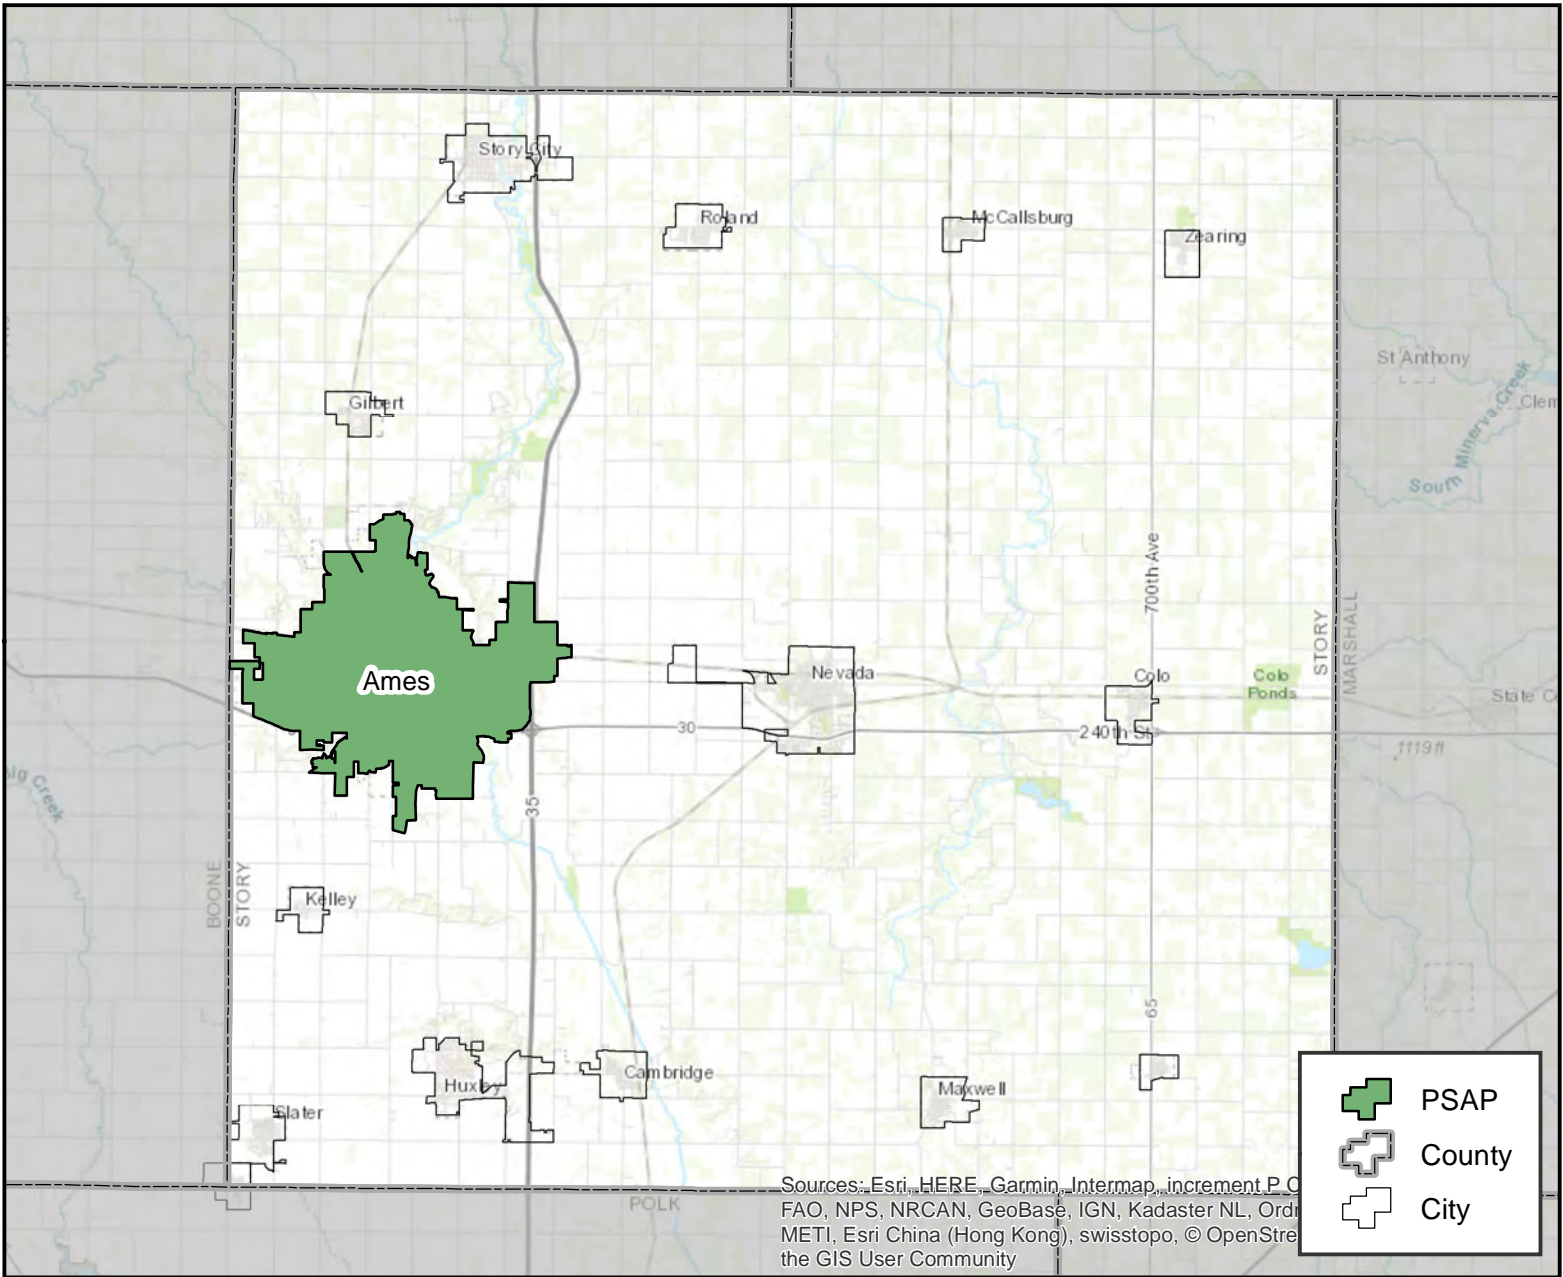 Story City
Roland
McCallsburg
Zearing
St Anthony
South Minerva Creek
Clem
Gilbert
700th Ave
STORY
MARSHALL
Ames
Nevada
Colo
Colo
Ponds
State Co
30
240th St
1119 ft
35
BOONE
STORY
Kelley
65
Huxley
Cambridge
Maxwell
Slater
POLK
PSAP
County
City
Sources: Esri, HERE, Garmin, Intermap, increment P C
FAO, NPS, NRCAN, GeoBase, IGN, Kadaster NL, Ordn
METI, Esri China (Hong Kong), swisstopo, © OpenStre
the GIS User Community